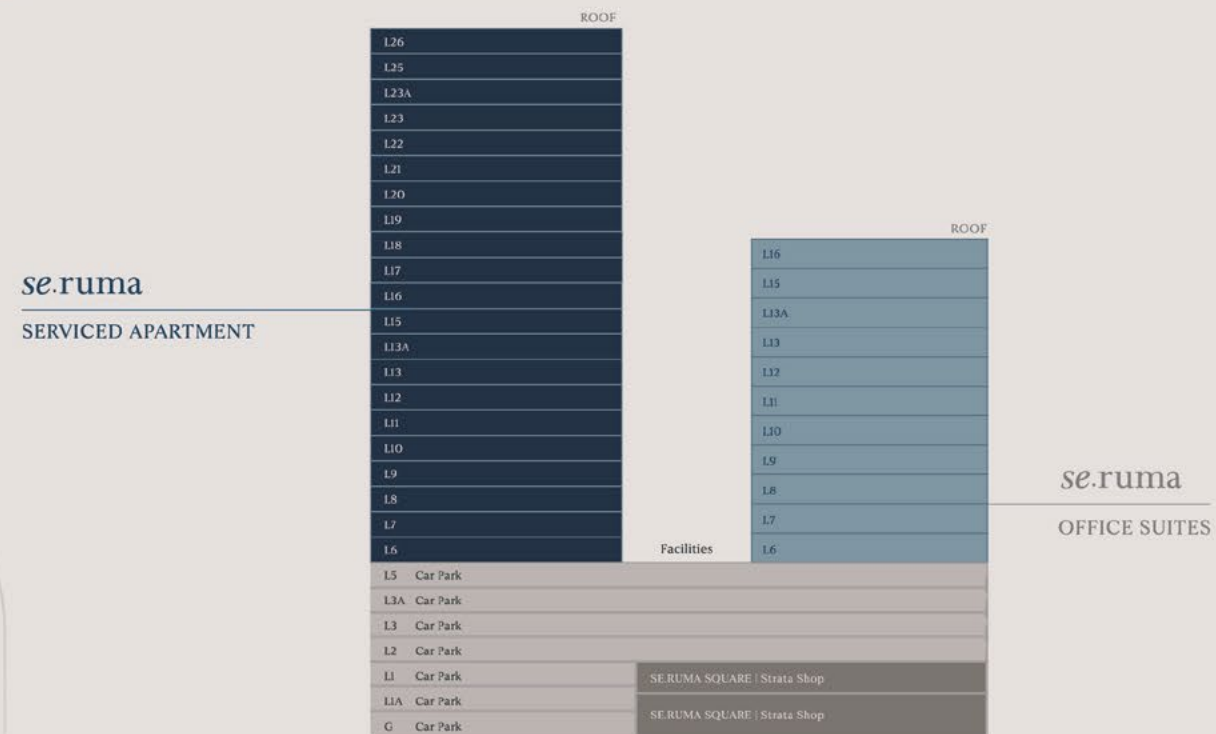 ROOF
L26
L25
L23A
L23
L22
L21
L20
L19
L18
L17
L16
L15
L13A
L13
L12
L11
L10
L9
L8
L7
L6
se.ruma
SERVICED APARTMENT
ROOF
L16
L15
L13A
L13
L12
L11
L10
L9
L8
L7
L6
Facilities
se.ruma
OFFICE SUITES
L5 Car Park
L3A Car Park
L3 Car Park
L2 Car Park
L1 Car Park
L1A Car Park
G Car Park
SE.RUMA SQUARE | Strata Shop
SE.RUMA SQUARE | Strata Shop